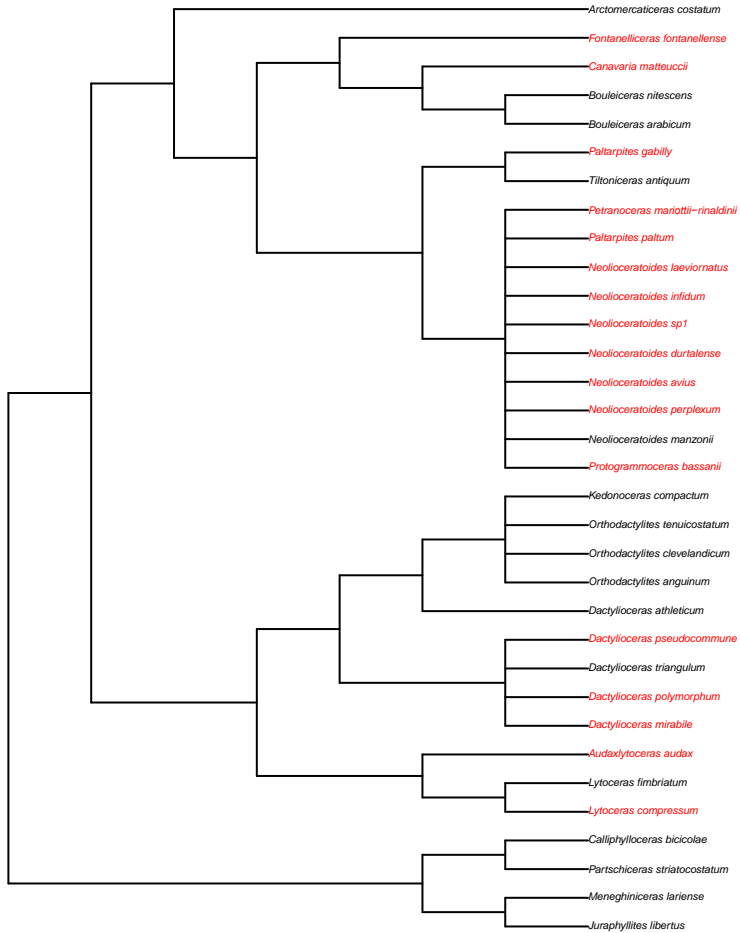 Arctomercaticeras costatum
Fontanelliceras fontanellense
Canavaria matteuccii
Bouleiceras nitescens
Bouleiceras arabicum
Paltarpites gabilly
Tiltoniceras antiquum
Petranoceras mariottii−rinaldinii
Paltarpites paltum
Neolioceratoides laeviornatus
Neolioceratoides infidum
Neolioceratoides sp1
Neolioceratoides durtalense
Neolioceratoides avius
Neolioceratoides perplexum
Neolioceratoides manzonii
Protogrammoceras bassanii
Kedonoceras compactum
Orthodactylites tenuicostatum
Orthodactylites clevelandicum
Orthodactylites anguinum
Dactylioceras athleticum
Dactylioceras pseudocommune
Dactylioceras triangulum
Dactylioceras polymorphum
Dactylioceras mirabile
Audaxlytoceras audax
Lytoceras fimbriatum
Lytoceras compressum
Calliphylloceras bicicolae
Partschiceras striatocostatum
Meneghiniceras lariense
Juraphyllites libertus